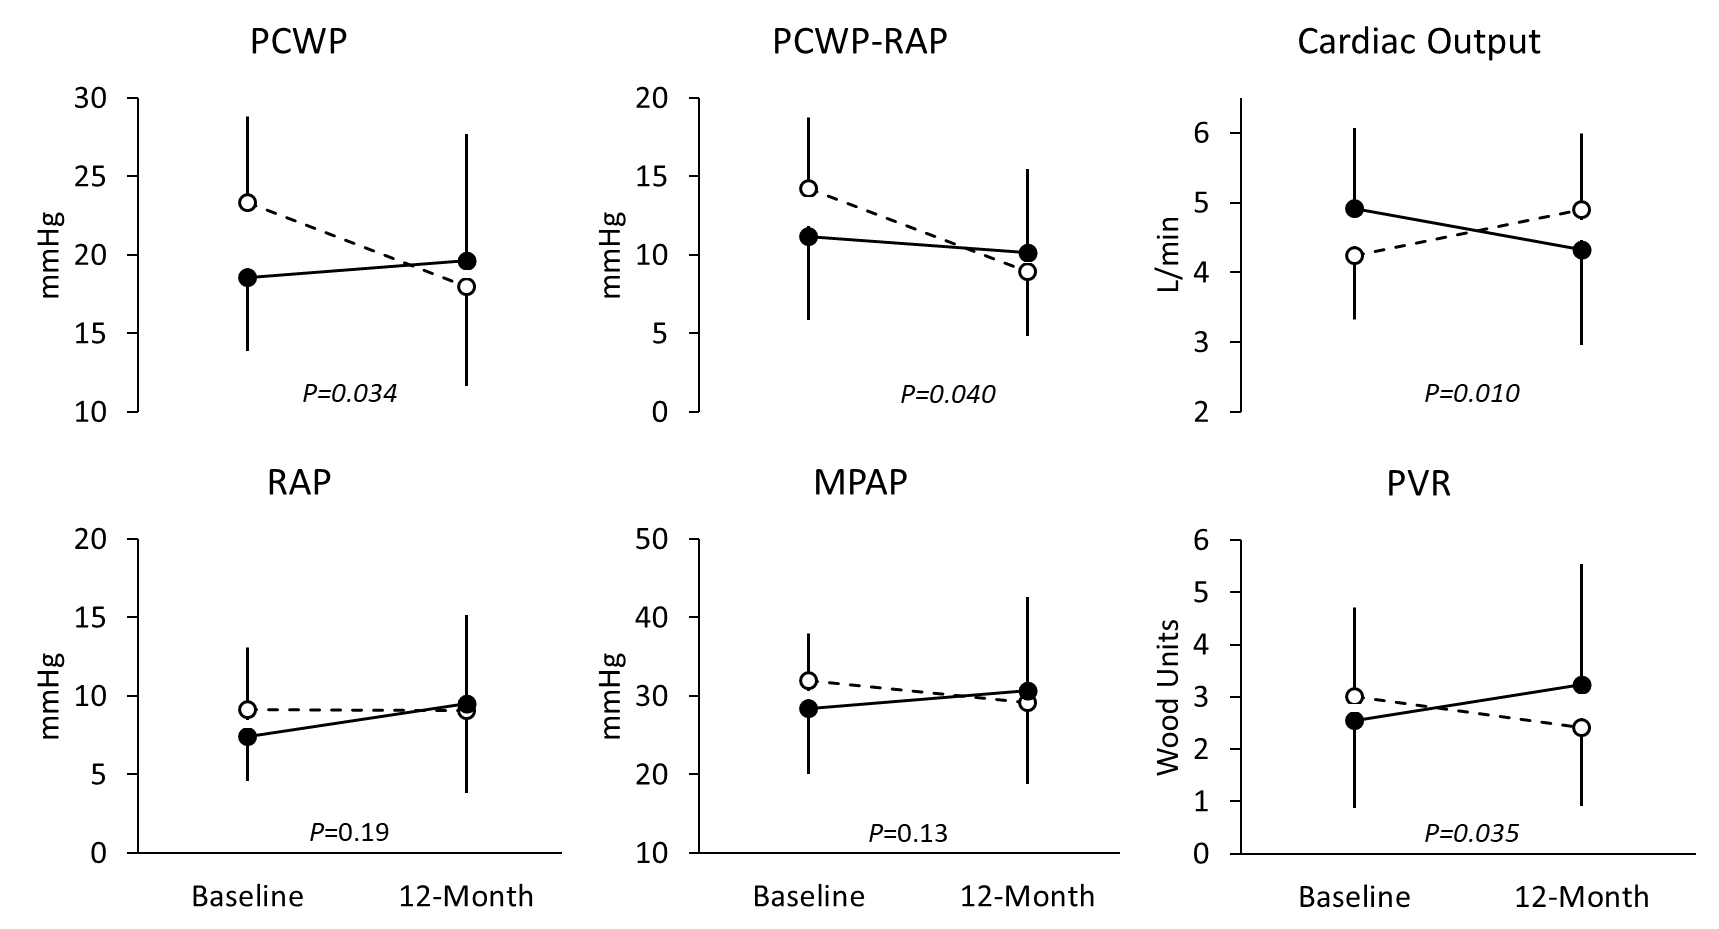 PCWP
PCWP-RAP
Cardiac Output
30
25
20
15
10
mmHg
P=0.034
20
15
10
5
0
mmHg
P=0.040
6
5
4
3
2
L/min
P=0.010
RAP
MPAP
PVR
20
15
10
5
0
mmHg
P=0.19
Baseline
12-Month
50
40
30
20
10
mmHg
P=0.13
Baseline
12-Month
6
5
4
3
2
1
0
Wood Units
P=0.035
Baseline
12-Month